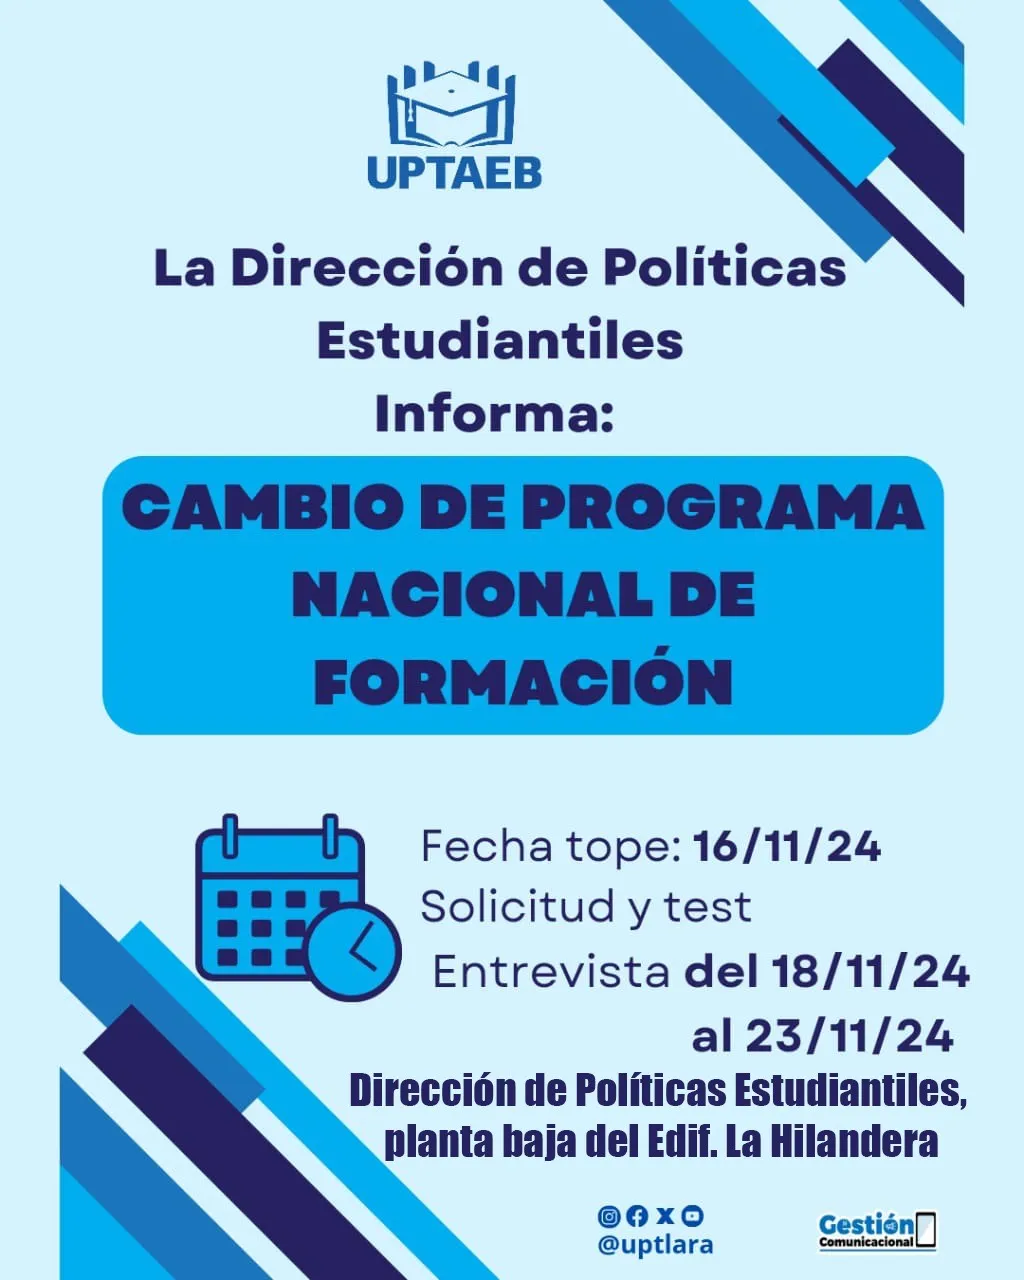 UPTAEB
La Dirección de Políticas
Estudiantiles
Informa:
CAMBIO DE PROGRAMA
NACIONAL DE
FORMACIÓN
Fecha tope: 16/11/24
Solicitud y test
Entrevista del 18/11/24
al 23/11/24
Dirección de Políticas Estudiantiles,
planta baja del Edif. La Hilandera
@uptlara
Gestión
Comunicacional